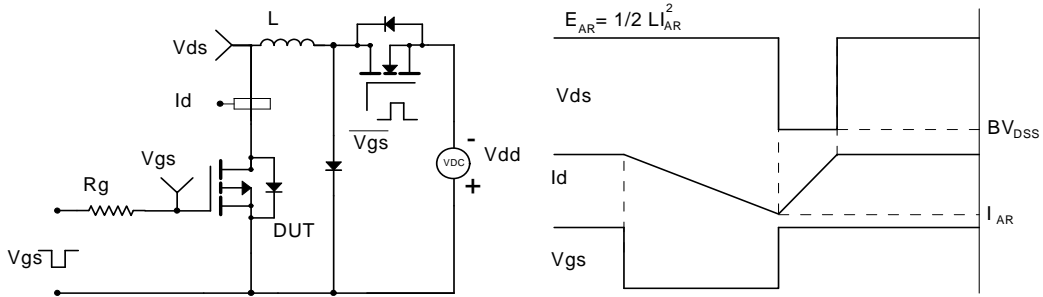 L
E_AR = 1/2 LI_AR^2
Vds
Id
Vgs
Vgs
Rg
Vgs
DUT
-
VDC
+
Vdd
Vds
BV_DSS
Id
I_AR
Vgs